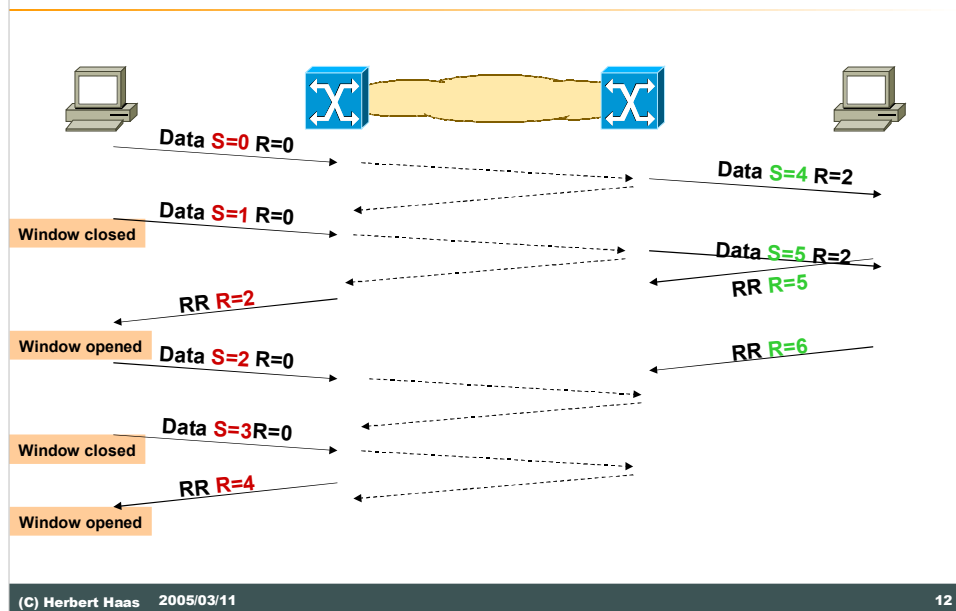 Data S=0 R=0
Data S=4 R=2
Data S=1 R=0
Window closed
Data S=5 R=2
RR R=5
RR R=2
Window opened
RR R=6
Data S=2 R=0
Data S=3R=0
Window closed
RR R=4
Window opened
(C) Herbert Haas 2005/03/11
12